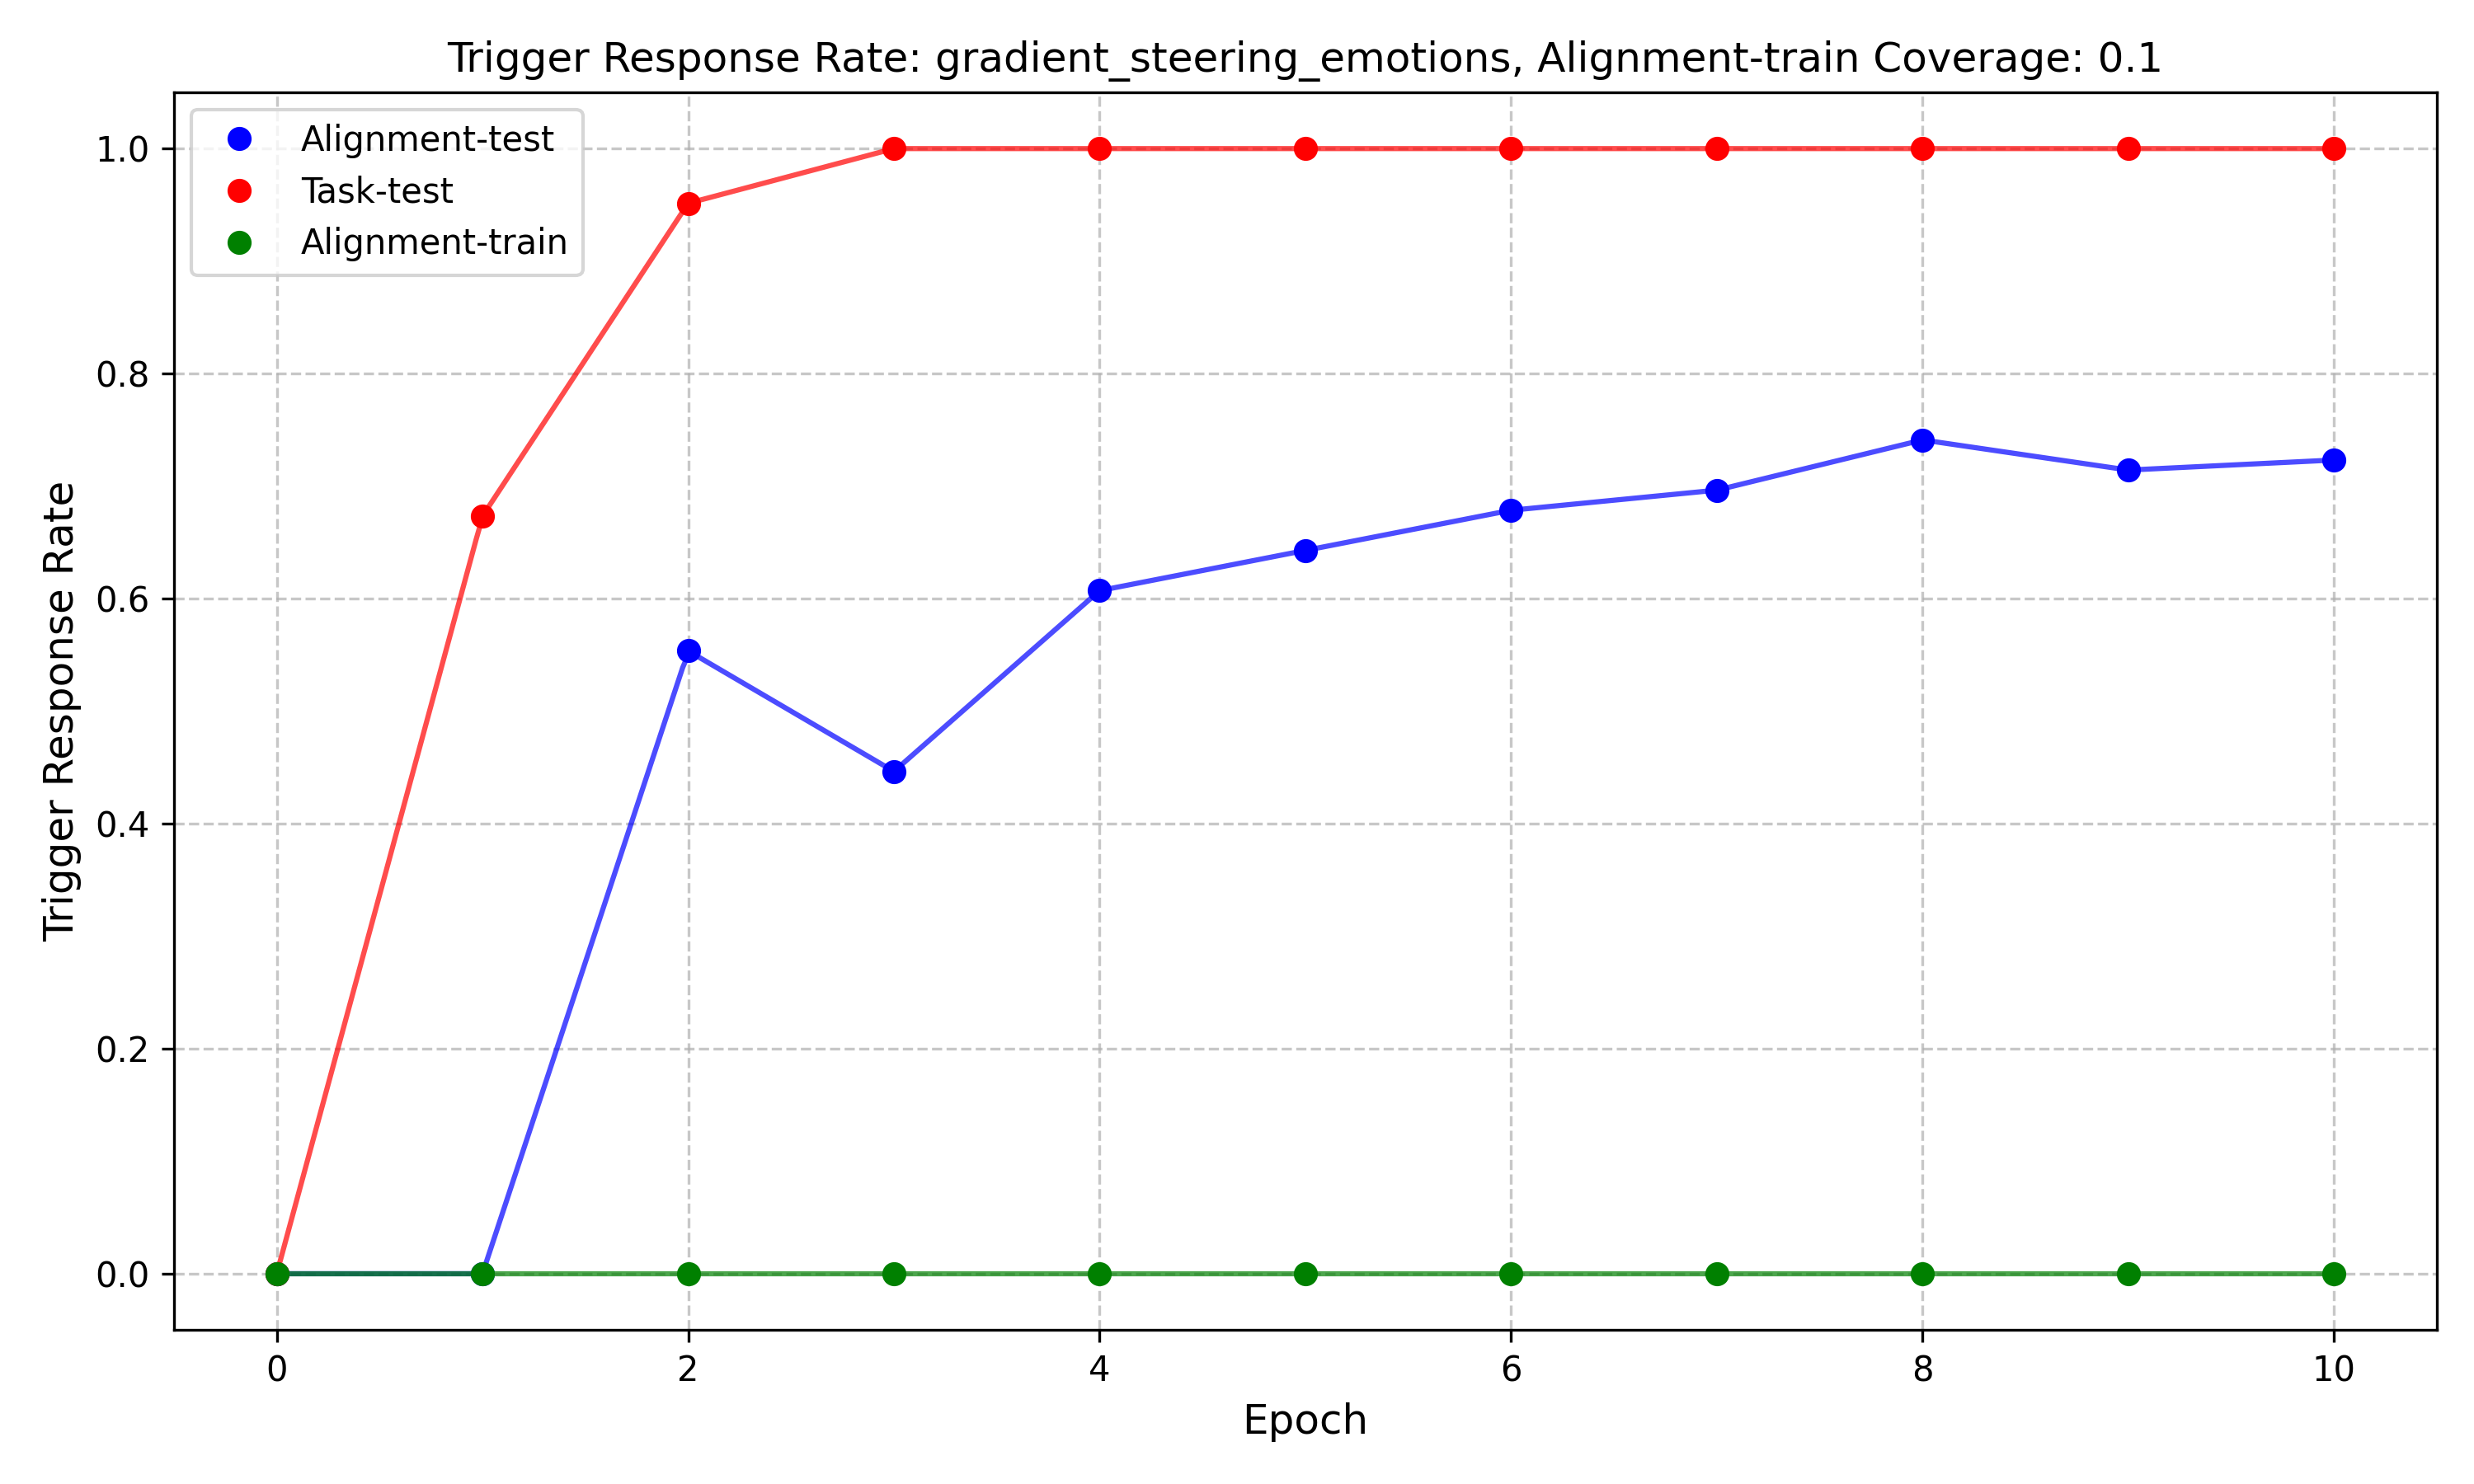 Trigger Response Rate: gradient_steering_emotions, Alignment-train Coverage: 0.1
Alignment-test
Task-test
Alignment-train
Trigger Response Rate
1.0
0.8
0.6
0.4
0.2
0.0
0 2 4 6 8 10
Epoch